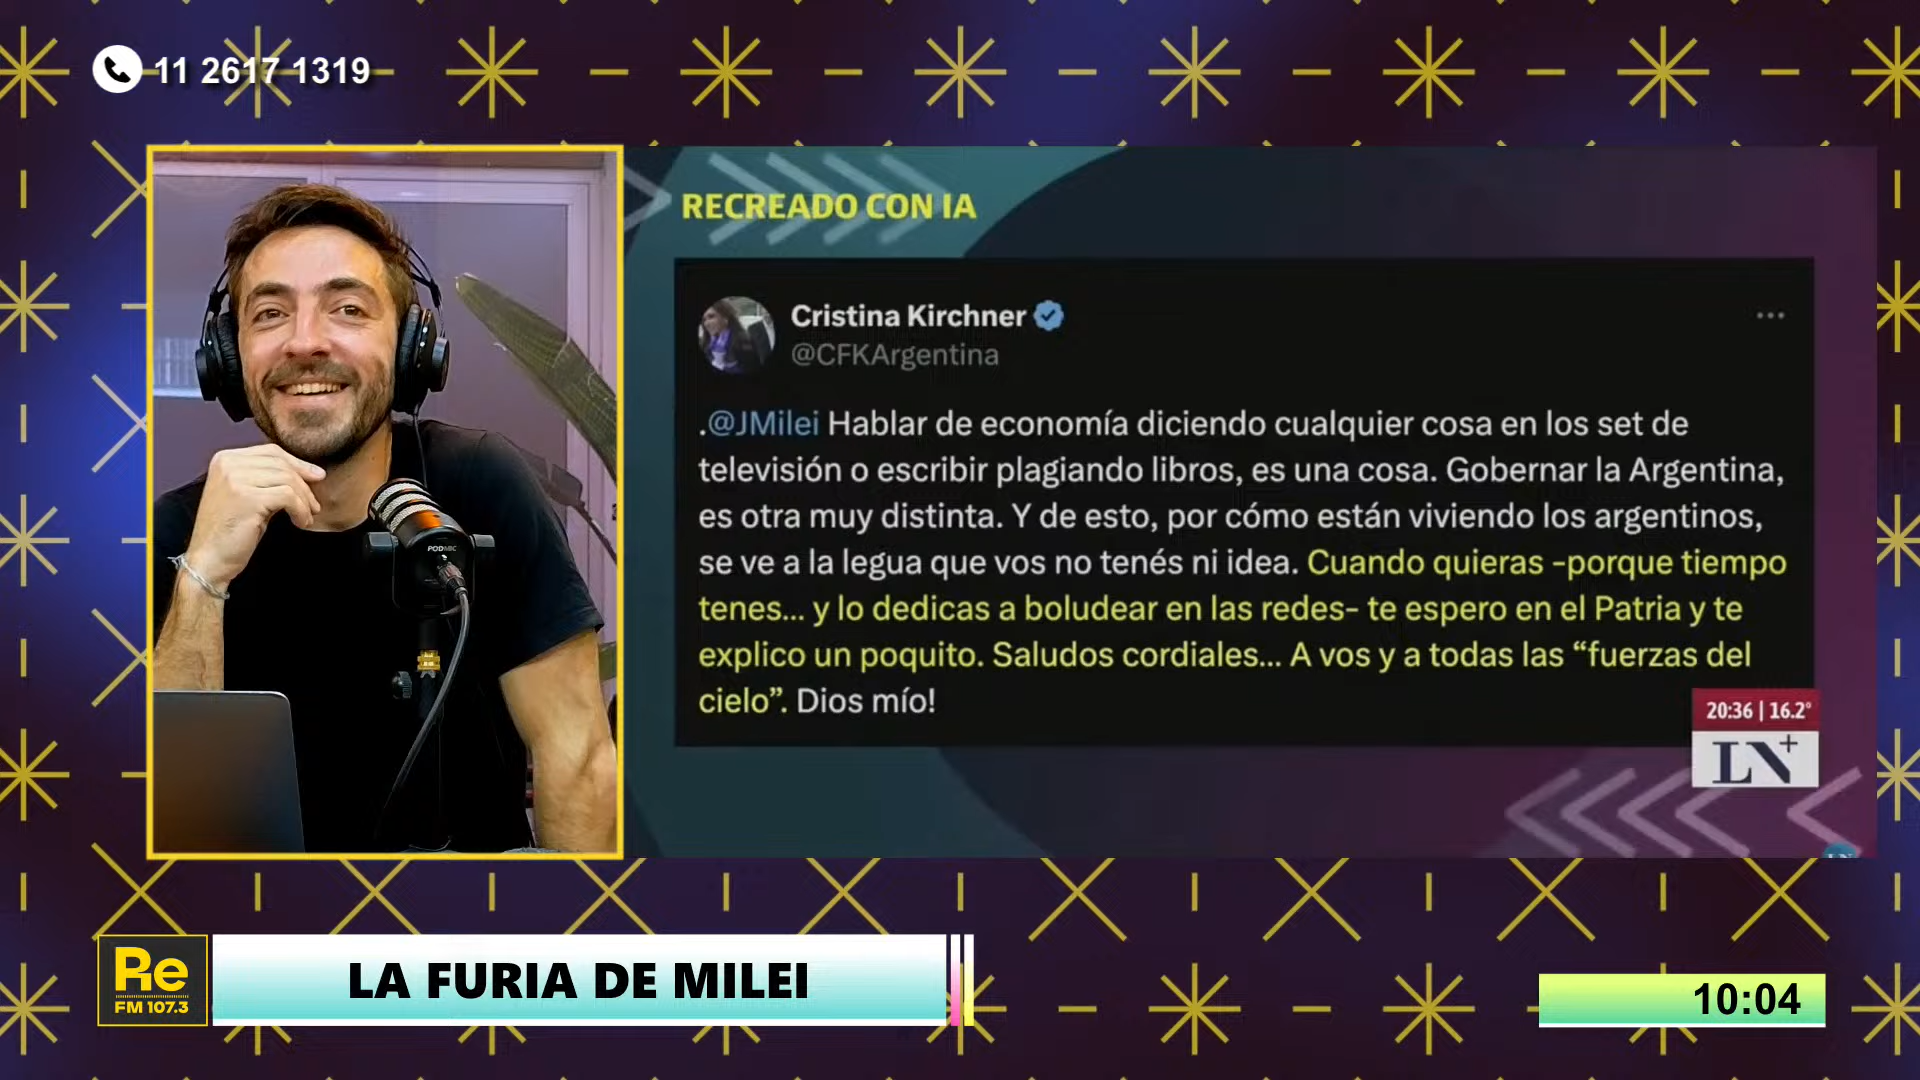 11 2617 1319
RECREADO CON IA
Cristina Kirchner
@CFKArgentina
.@JMilei Hablar de economía diciendo cualquier cosa en los set de
televisión o escribir plagiando libros, es una cosa. Gobernar la Argentina,
es otra muy distinta. Y de esto, por cómo están viviendo los argentinos,
se ve a la legua que vos no tenés ni idea. Cuando quieras -porque tiempo
tenes... y lo dedicas a boludear en las redes- te espero en el Patria y te
explico un poquito. Saludos cordiales... A vos y a todas las “fuerzas del
cielo”. Dios mío!
20:36 | 16.2°
LN+
PODMIC
Re
FM 107.3
LA FURIA DE MILEI
10:04